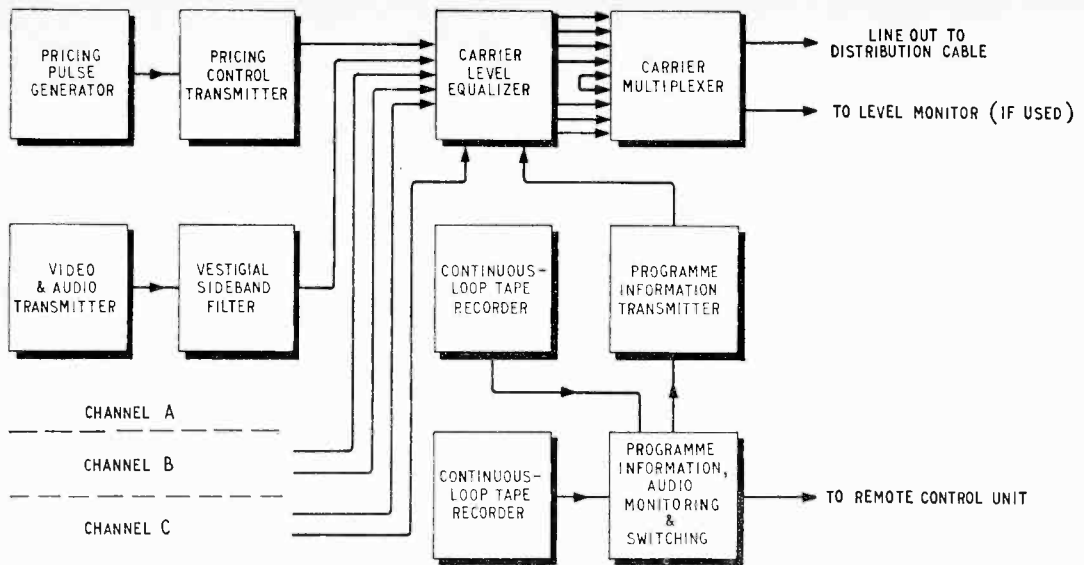 PRICING
PULSE
GENERATOR
PRICING
CONTROL
TRANSMITTER
CARRIER
LEVEL
EQUALIZER
CARRIER
MULTIPLEXER
LINE OUT TO
DISTRIBUTION CABLE
TO LEVEL MONITOR (IF USED)
VIDEO
& AUDIO
TRANSMITTER
VESTIGIAL
SIDEBAND
FILTER
CONTINUOUS-
LOOP TAPE
RECORDER
PROGRAMME
INFORMATION
TRANSMITTER
CHANNEL A
CHANNEL B
CHANNEL C
CONTINUOUS-
LOOP TAPE
RECORDER
PROGRAMME
INFORMATION,
AUDIO
MONITORING
&
SWITCHING
TO REMOTE CONTROL UNIT